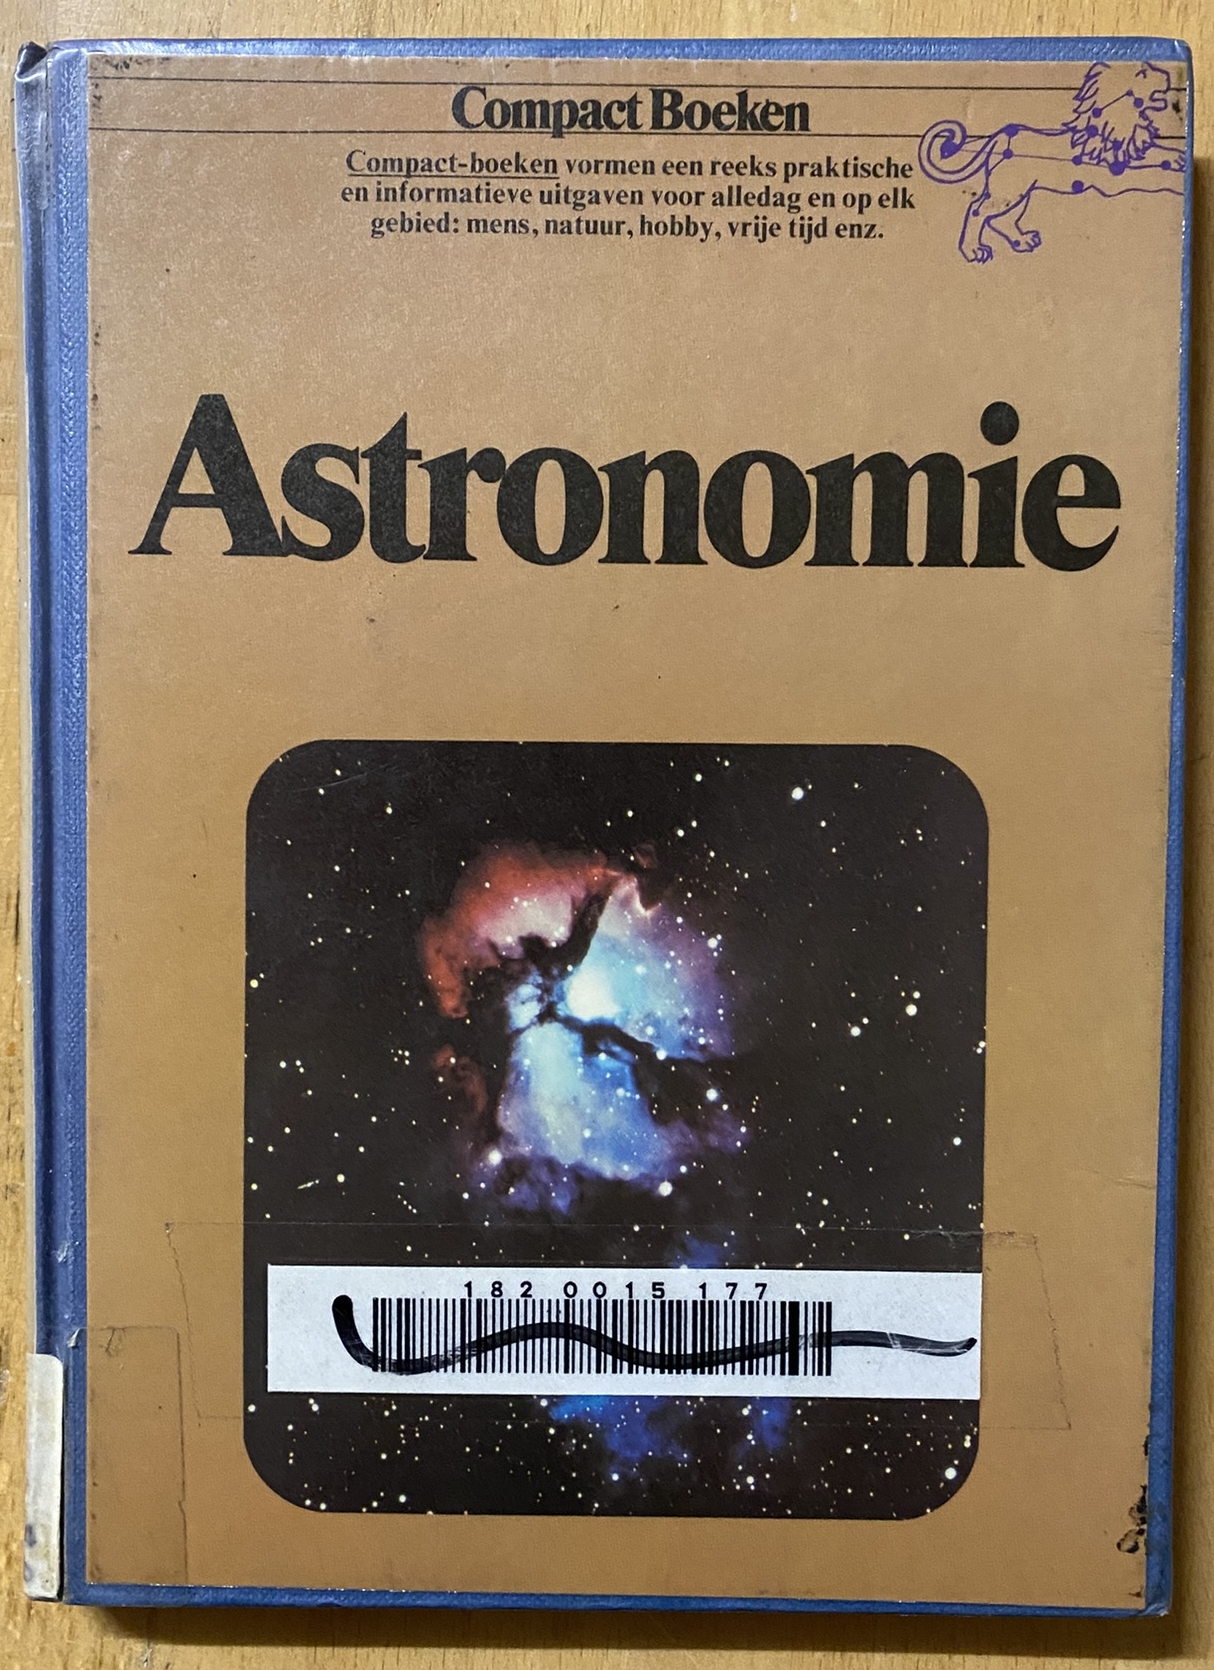 Compact Boeken
Compact-boeken vormen een reeks praktische
en informatieve uitgaven voor alledag en op elk
gebied: mens, natuur, hobby, vrije tijd enz.
Astronomie
182 0015 177